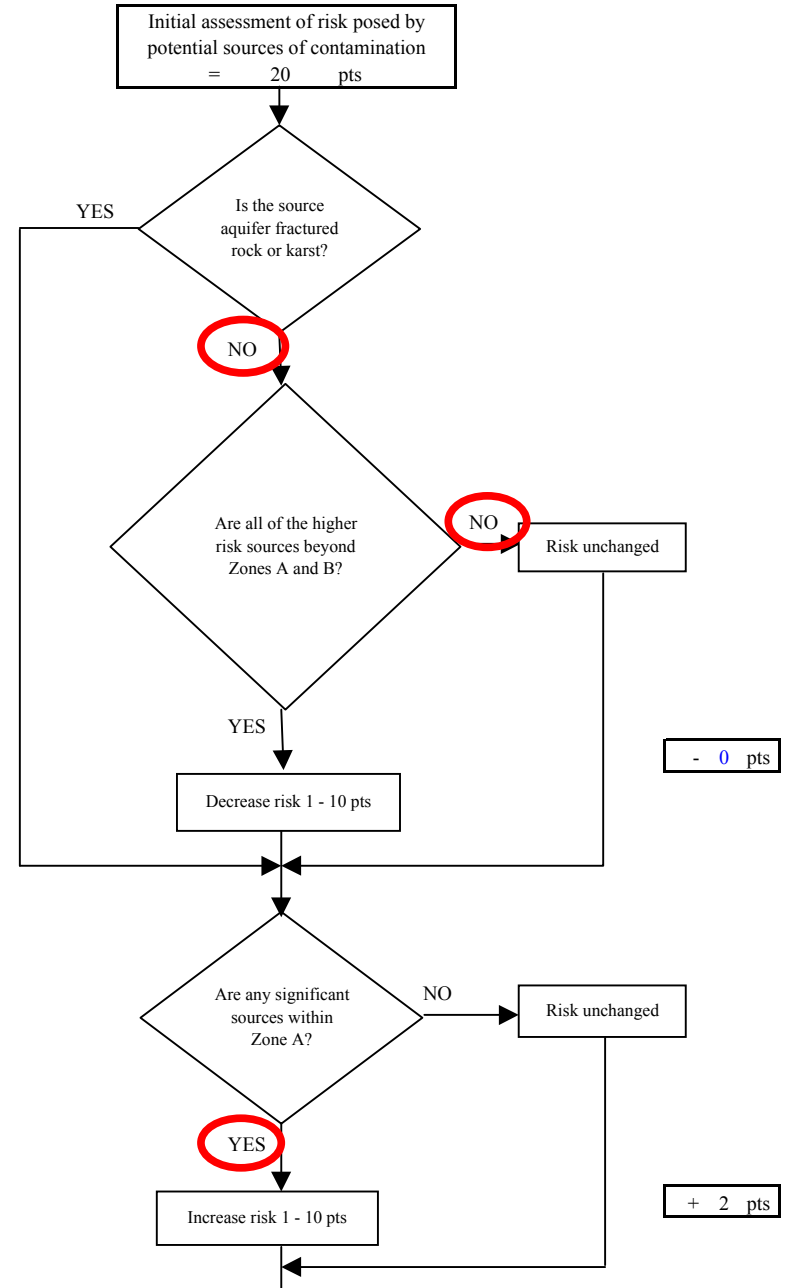 Initial assessment of risk posed by
potential sources of contamination
= 20 pts
Is the source
aquifer fractured
rock or karst?
YES
NO
Are all of the higher
risk sources beyond
Zones A and B?
NO
Risk unchanged
YES
- 0 pts
Decrease risk 1 - 10 pts
Are any significant
sources within
Zone A?
NO
Risk unchanged
YES
+ 2 pts
Increase risk 1 - 10 pts